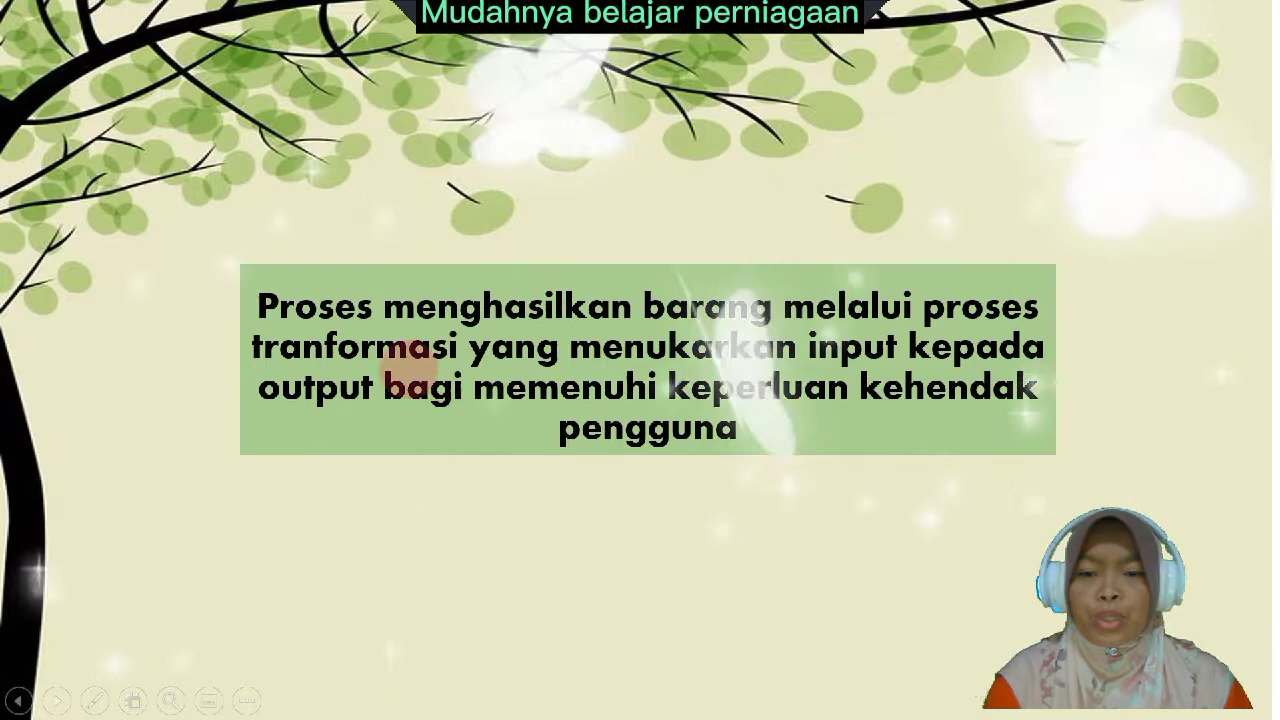 Mudahnya belajar perniagaan
Proses menghasilkan barang melalui proses
tranformasi yang menukarkan input kepada
output bagi memenuhi keperluan kehendak
pengguna